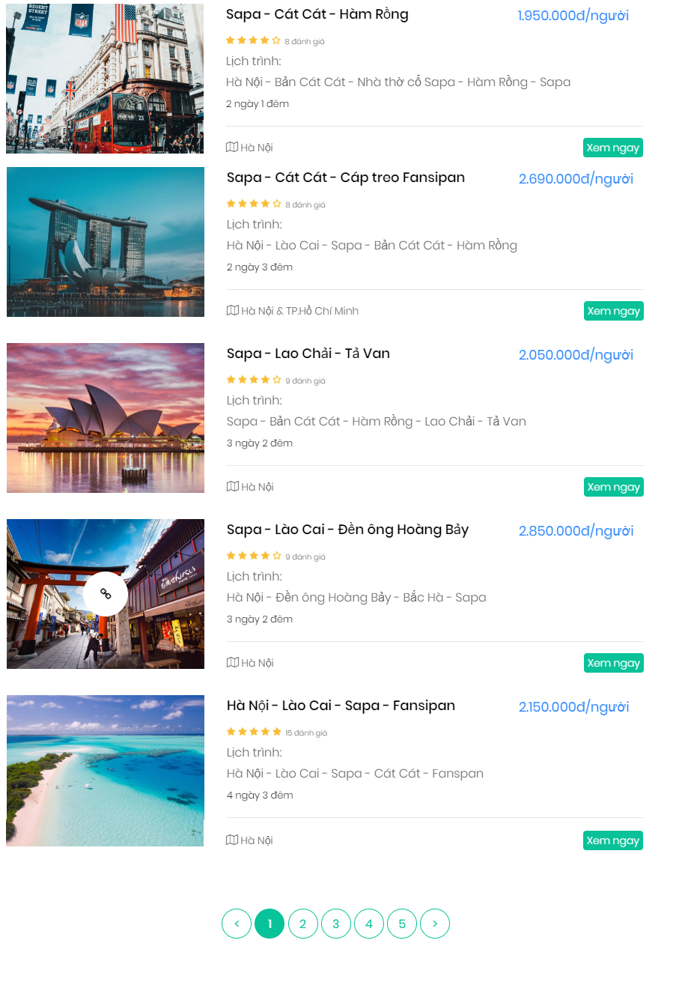 REGENT STREET
NFL
23
Sapa - Cát Cát - Hàm Rồng
1.950.000đ/người
8 đánh giá
Lịch trình:
Hà Nội - Bản Cát Cát - Nhà thờ cổ Sapa - Hàm Rồng - Sapa
2 ngày 1 đêm
Hà Nội
Xem ngay
Sapa - Cát Cát - Cáp treo Fansipan
2.690.000đ/người
8 đánh giá
Lịch trình:
Hà Nội - Lào Cai - Sapa - Bản Cát Cát - Hàm Rồng
2 ngày 3 đêm
Hà Nội & TP.Hồ Chí Minh
Xem ngay
Sapa - Lao Chải - Tả Van
2.050.000đ/người
9 đánh giá
Lịch trình:
Sapa - Bản Cát Cát - Hàm Rồng - Lao Chải - Tả Van
3 ngày 2 đêm
Hà Nội
Xem ngay
Sapa - Lào Cai - Đền ông Hoàng Bảy
2.850.000đ/người
9 đánh giá
Lịch trình:
Hà Nội - Đền ông Hoàng Bảy - Bắc Hà - Sapa
3 ngày 2 đêm
Hà Nội
Xem ngay
Hà Nội - Lào Cai - Sapa - Fansipan
2.150.000đ/người
15 đánh giá
Lịch trình:
Hà Nội - Lào Cai - Sapa - Cát Cát - Fanspan
4 ngày 3 đêm
Hà Nội
Xem ngay
< 1 2 3 4 5 >